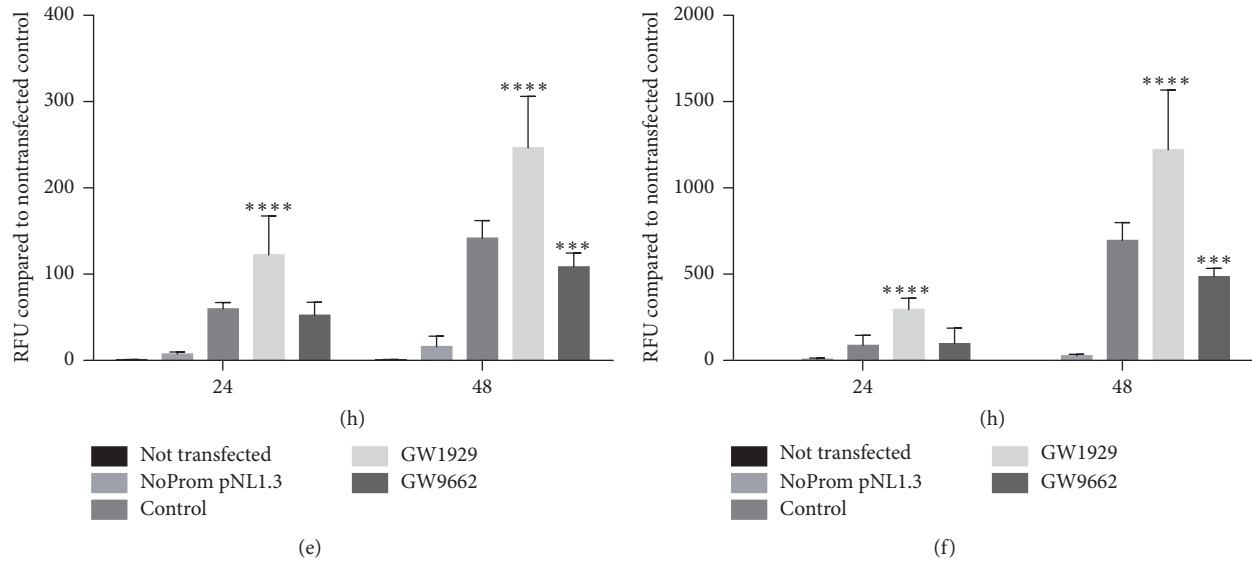 RFU compared to nontransfected control
400
300
200
100
0
****
****
***
24
48
(h)
Not transfected
NoProm pNL1.3
Control
GW1929
GW9662
(e)
RFU compared to nontransfected control
2000
1500
1000
500
0
****
****
***
24
48
(h)
Not transfected
NoProm pNL1.3
Control
GW1929
GW9662
(f)